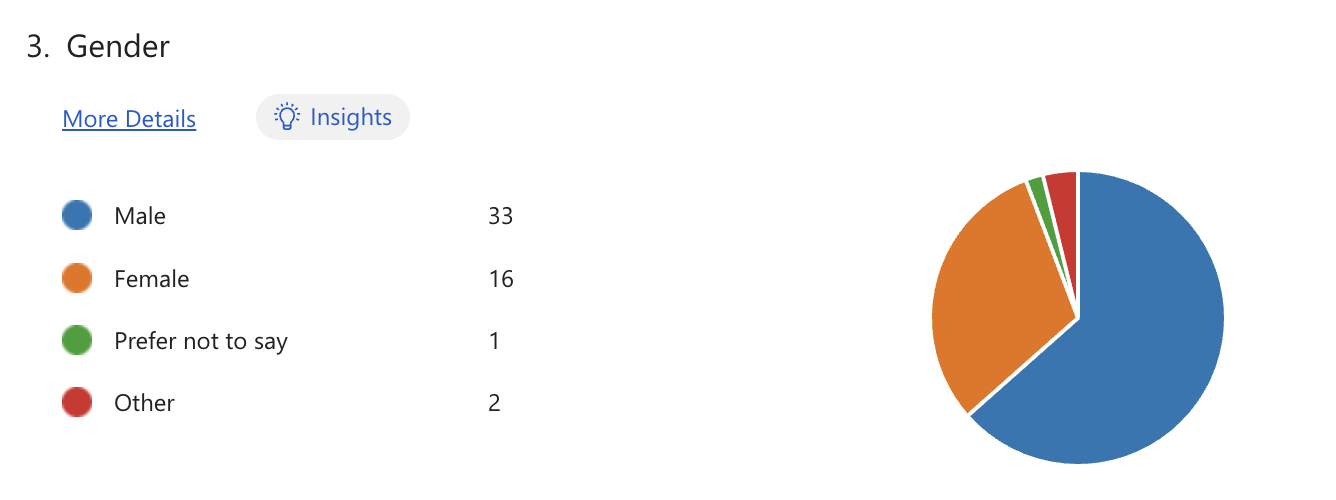 3. Gender
More Details Insights
Male 33
Female 16
Prefer not to say 1
Other 2